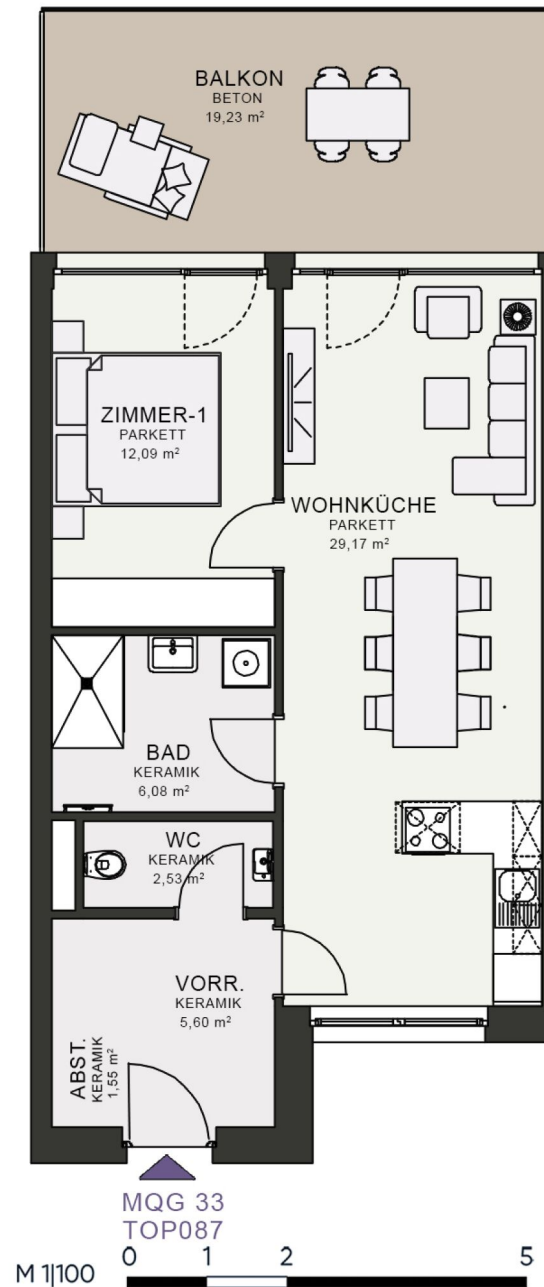 BALKON
BETON
19,23 m²
ZIMMER-1
PARKETT
12,09 m²
WOHNKÜCHE
PARKETT
29,17 m²
BAD
KERAMIK
6,08 m²
WC
KERAMIK
2,53 m²
VORR.
KERAMIK
5,60 m²
ABST.
KERAMIK
1,55 m²
MQG 33
TOP087
M 1|100 0 1 2 5